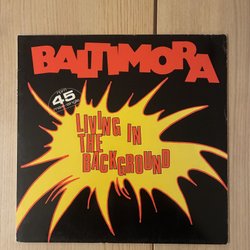 BALTIMORA
45
LIVING IN
THE
BACKGROUND